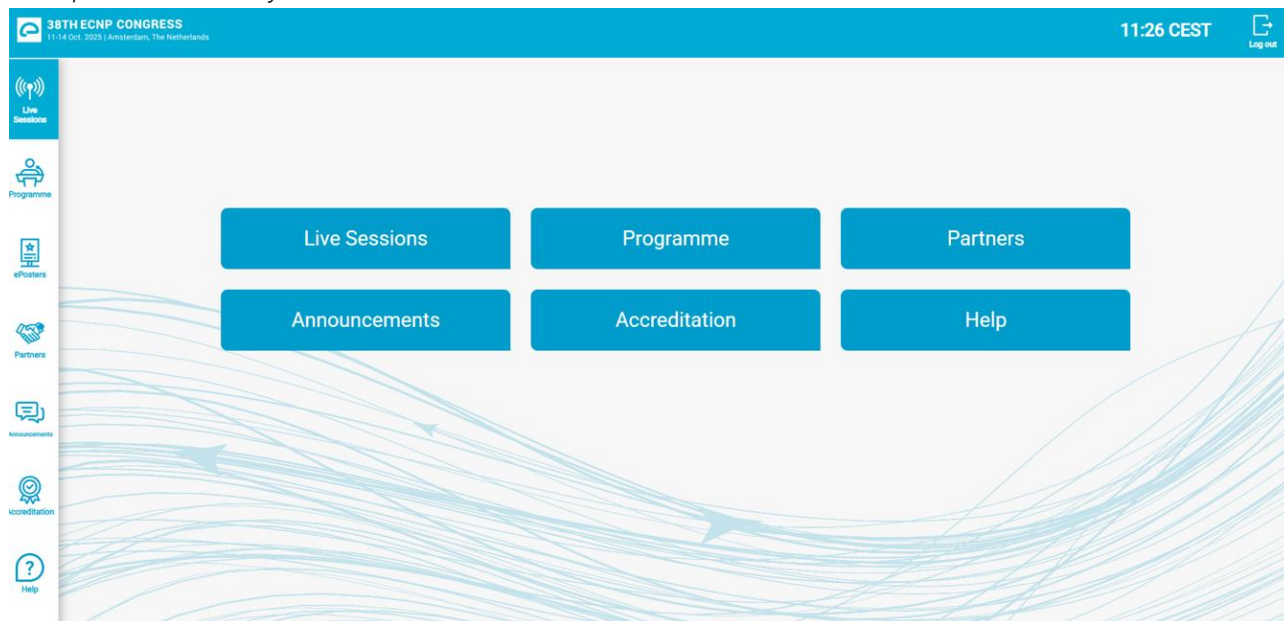 38TH ECNP CONGRESS
11-14 Oct. 2025 | Amsterdam, The Netherlands
11:26 CEST
Log out
Live
Sessions
Programme
ePosters
Partners
Announcements
Accreditation
Help
Live Sessions
Programme
Partners
Announcements
Accreditation
Help